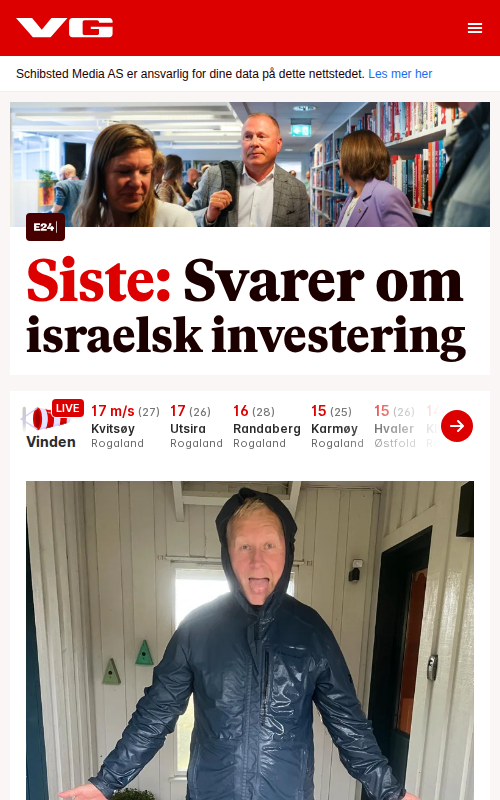 VG
Schibsted Media AS er ansvarlig for dine data på dette nettstedet. Les mer her
E24
Siste: Svarer om
israelsk investering
LIVE
Vinden
17 m/s (27)
Kvitsøy
Rogaland
17 (26)
Utsira
Rogaland
16 (28)
Randaberg
Rogaland
15 (25)
Karmøy
Rogaland
15 (26)
Hvaler
Østfold